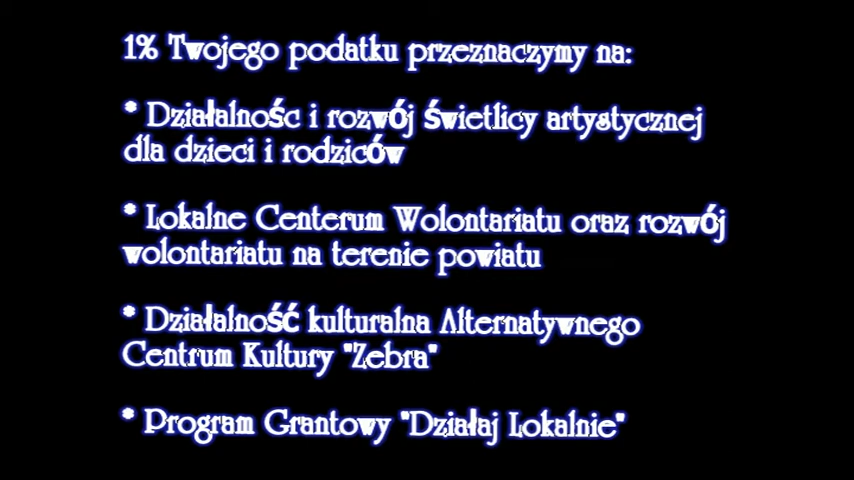 1% Twojego podatku przeznaczymy na:
* Działalnośc i rozwój świetlicy artystycznej
dla dzieci i rodziców
* Lokalne Centerum Wolontariatu oraz rozwój
wolontariatu na terenie powiatu
* Działalność kulturalna Alternatywnego
Centrum Kultury "Zebra"
* Program Grantowy "Działaj Lokalnie"